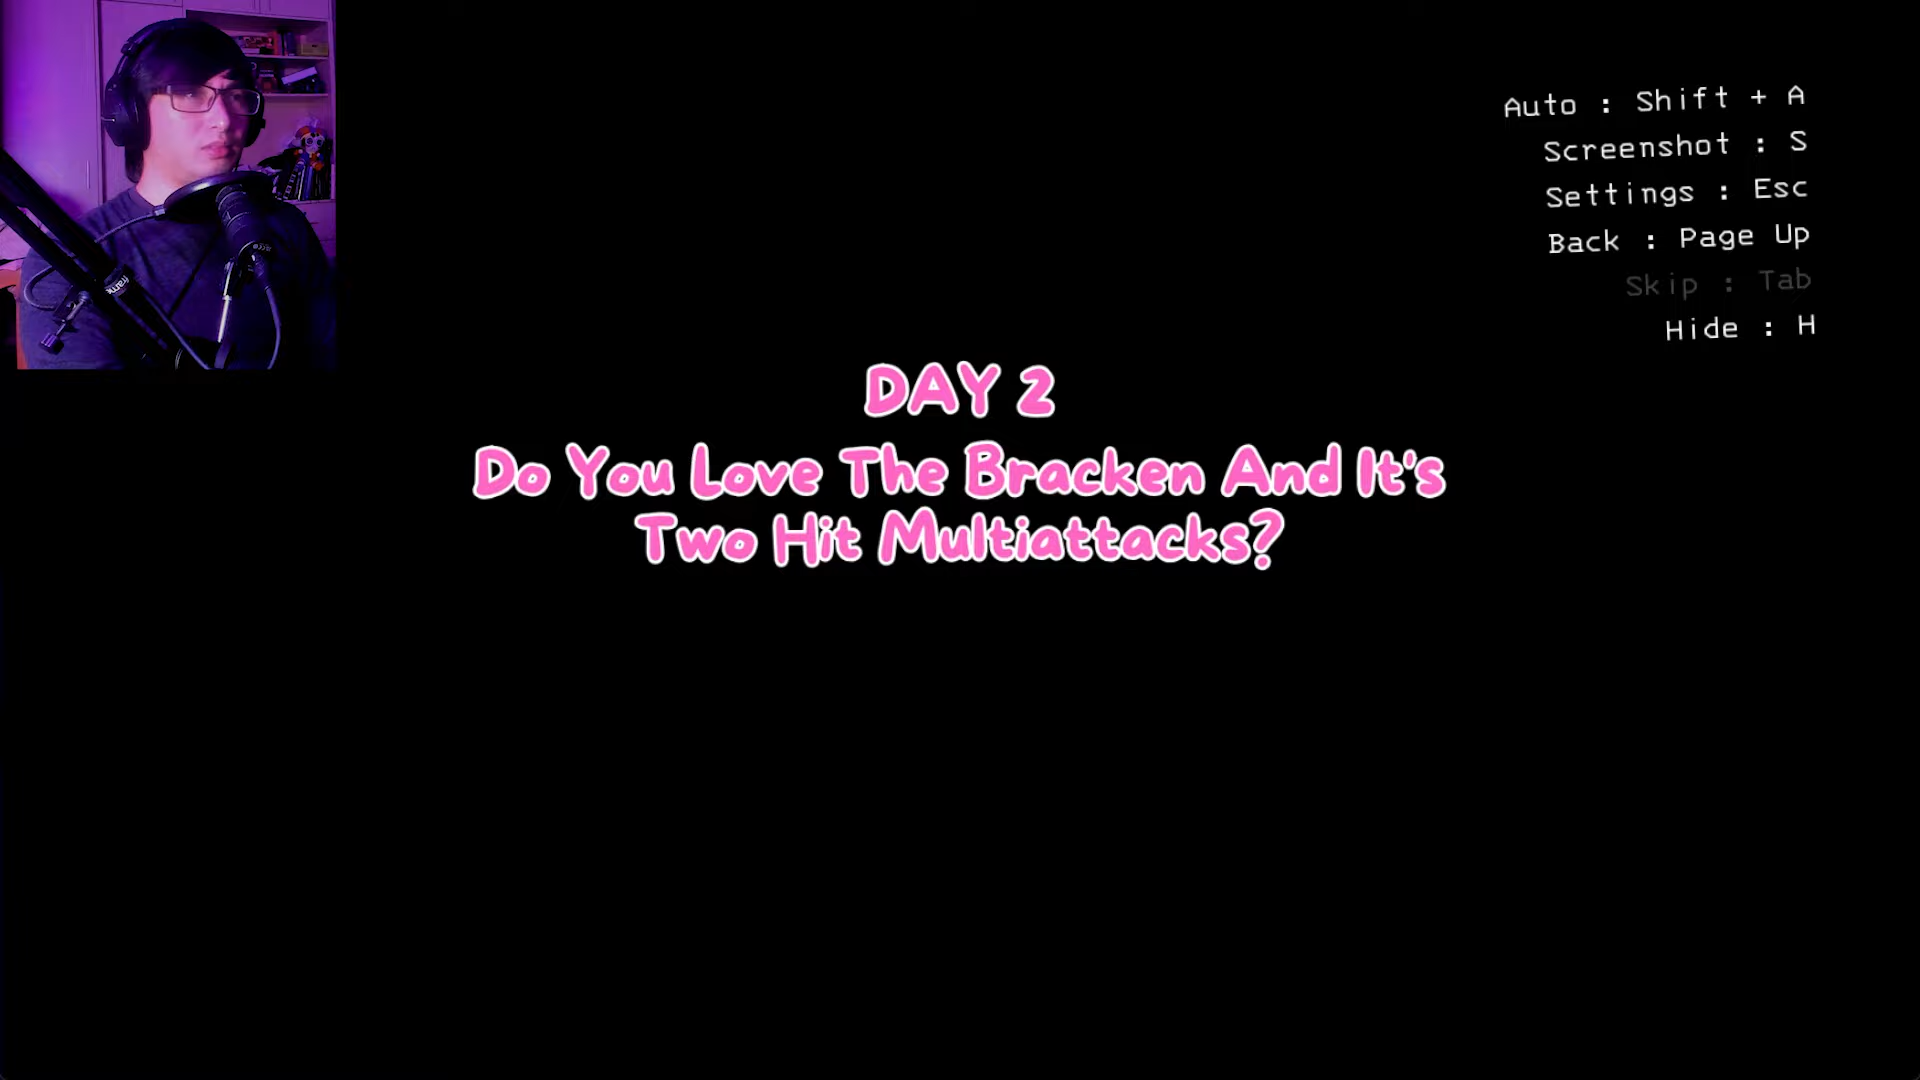 Auto : Shift + A
Screenshot : S
Settings : Esc
Back : Page Up
Skip : Tab
Hide : H
DAY 2
Do You Love The Bracken And It's
Two Hit Multiattacks?